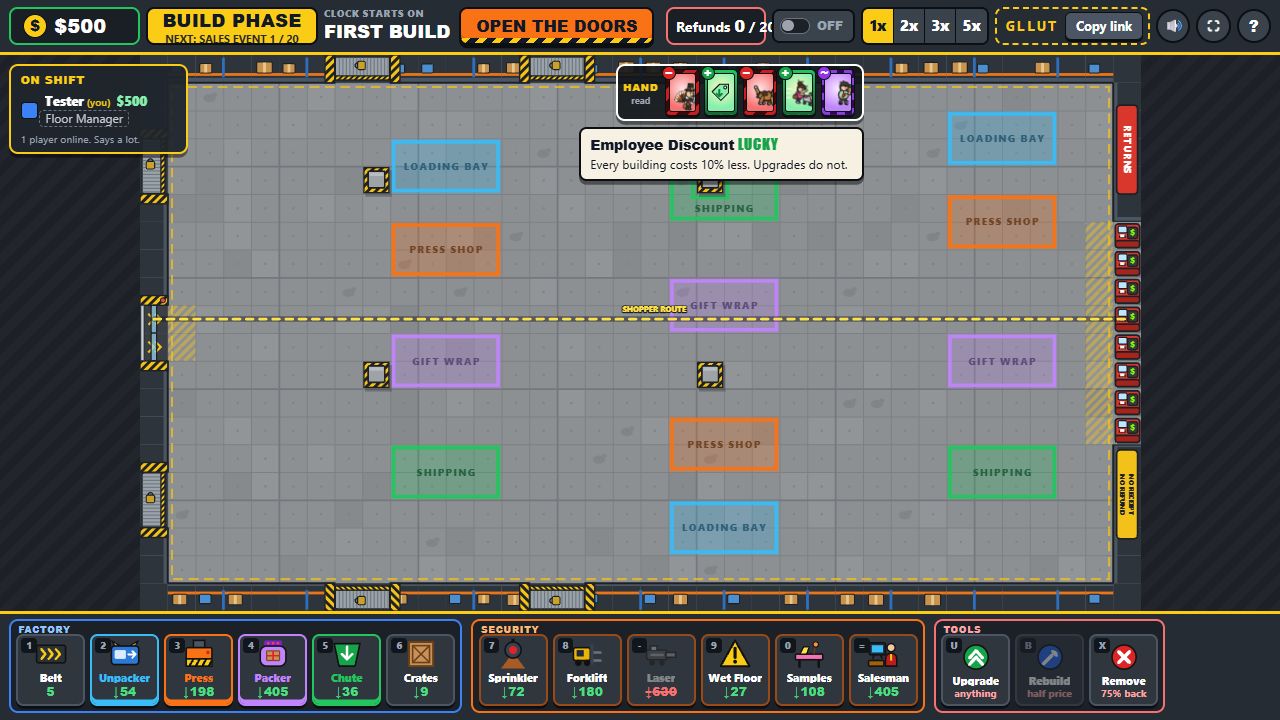 $500
BUILD PHASE
NEXT: SALES EVENT 1 / 20
CLOCK STARTS ON
FIRST BUILD
OPEN THE DOORS
Refunds 0 / 20
OFF
1x 2x 3x 5x
GLLUT
Copy link
?
ON SHIFT
Tester (you) $500
Floor Manager
1 player online. Says a lot.
HAND
read
Employee Discount LUCKY
Every building costs 10% less. Upgrades do not.
LOADING BAY
LOADING BAY
SHIPPING
PRESS SHOP
PRESS SHOP
GIFT WRAP
SHOPPER ROUTE
GIFT WRAP
GIFT WRAP
PRESS SHOP
SHIPPING
SHIPPING
LOADING BAY
RETURNS
NO RECEIPT
NO REFUND
FACTORY
1 Belt 5
2 Unpacker ↓54
3 Press ↓198
4 Packer ↓405
5 Chute ↓36
6 Crates ↓9
SECURITY
7 Sprinkler ↓72
8 Forklift ↓180
- Laser ↓630
9 Wet Floor ↓27
0 Samples ↓108
= Salesman ↓405
TOOLS
U Upgrade anything
B Rebuild half price
X Remove 75% back